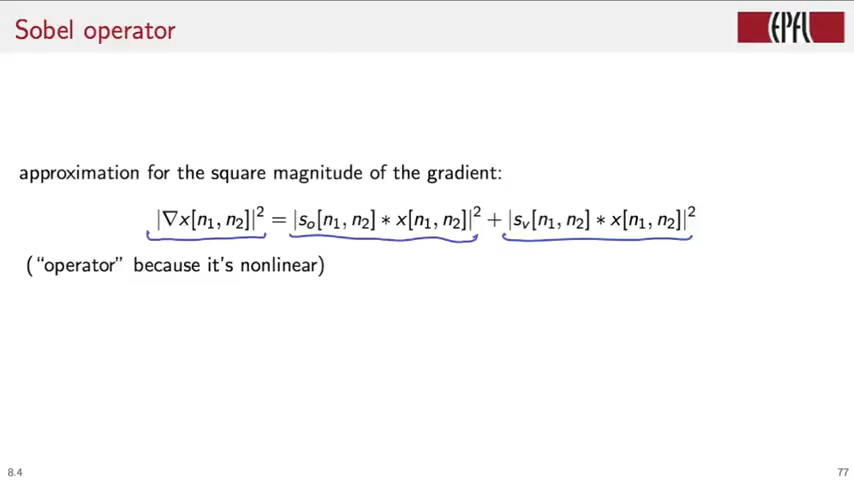 Sobel operator
EPFL
approximation for the square magnitude of the gradient:
|∇x[n₁, n₂]|² = |sₒ[n₁, n₂] ∗ x[n₁, n₂]|² + |sᵥ[n₁, n₂] ∗ x[n₁, n₂]|²
(“operator” because it's nonlinear)
8.4
77